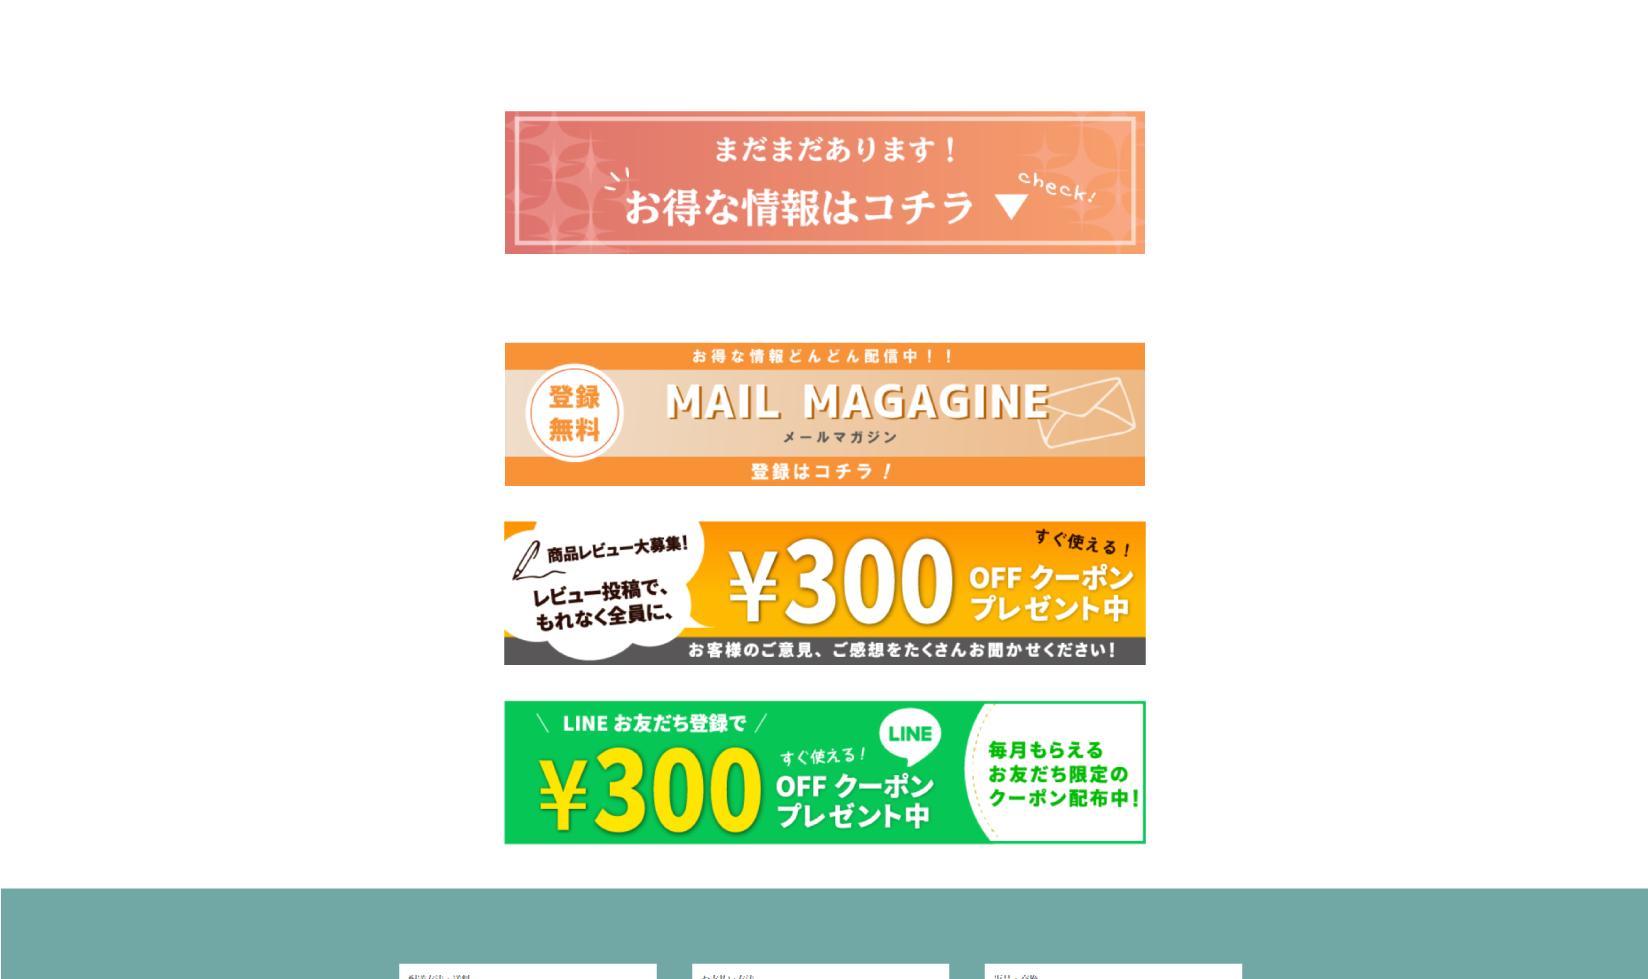 まだまだあります！
お得な情報はコチラ ▼
check!
お得な情報どんどん配信中！！
登録
無料
MAIL MAGAGINE
メールマガジン
登録はコチラ！
商品レビュー大募集!
レビュー投稿で、
もれなく全員に、
¥300
すぐ使える！
OFF クーポン
プレゼント中
お客様のご意見、ご感想をたくさんお聞かせください!
\ LINE お友だち登録で /
¥300
すぐ使える！
OFF クーポン
プレゼント中
LINE
毎月もらえる
お友だち限定の
クーポン配布中!